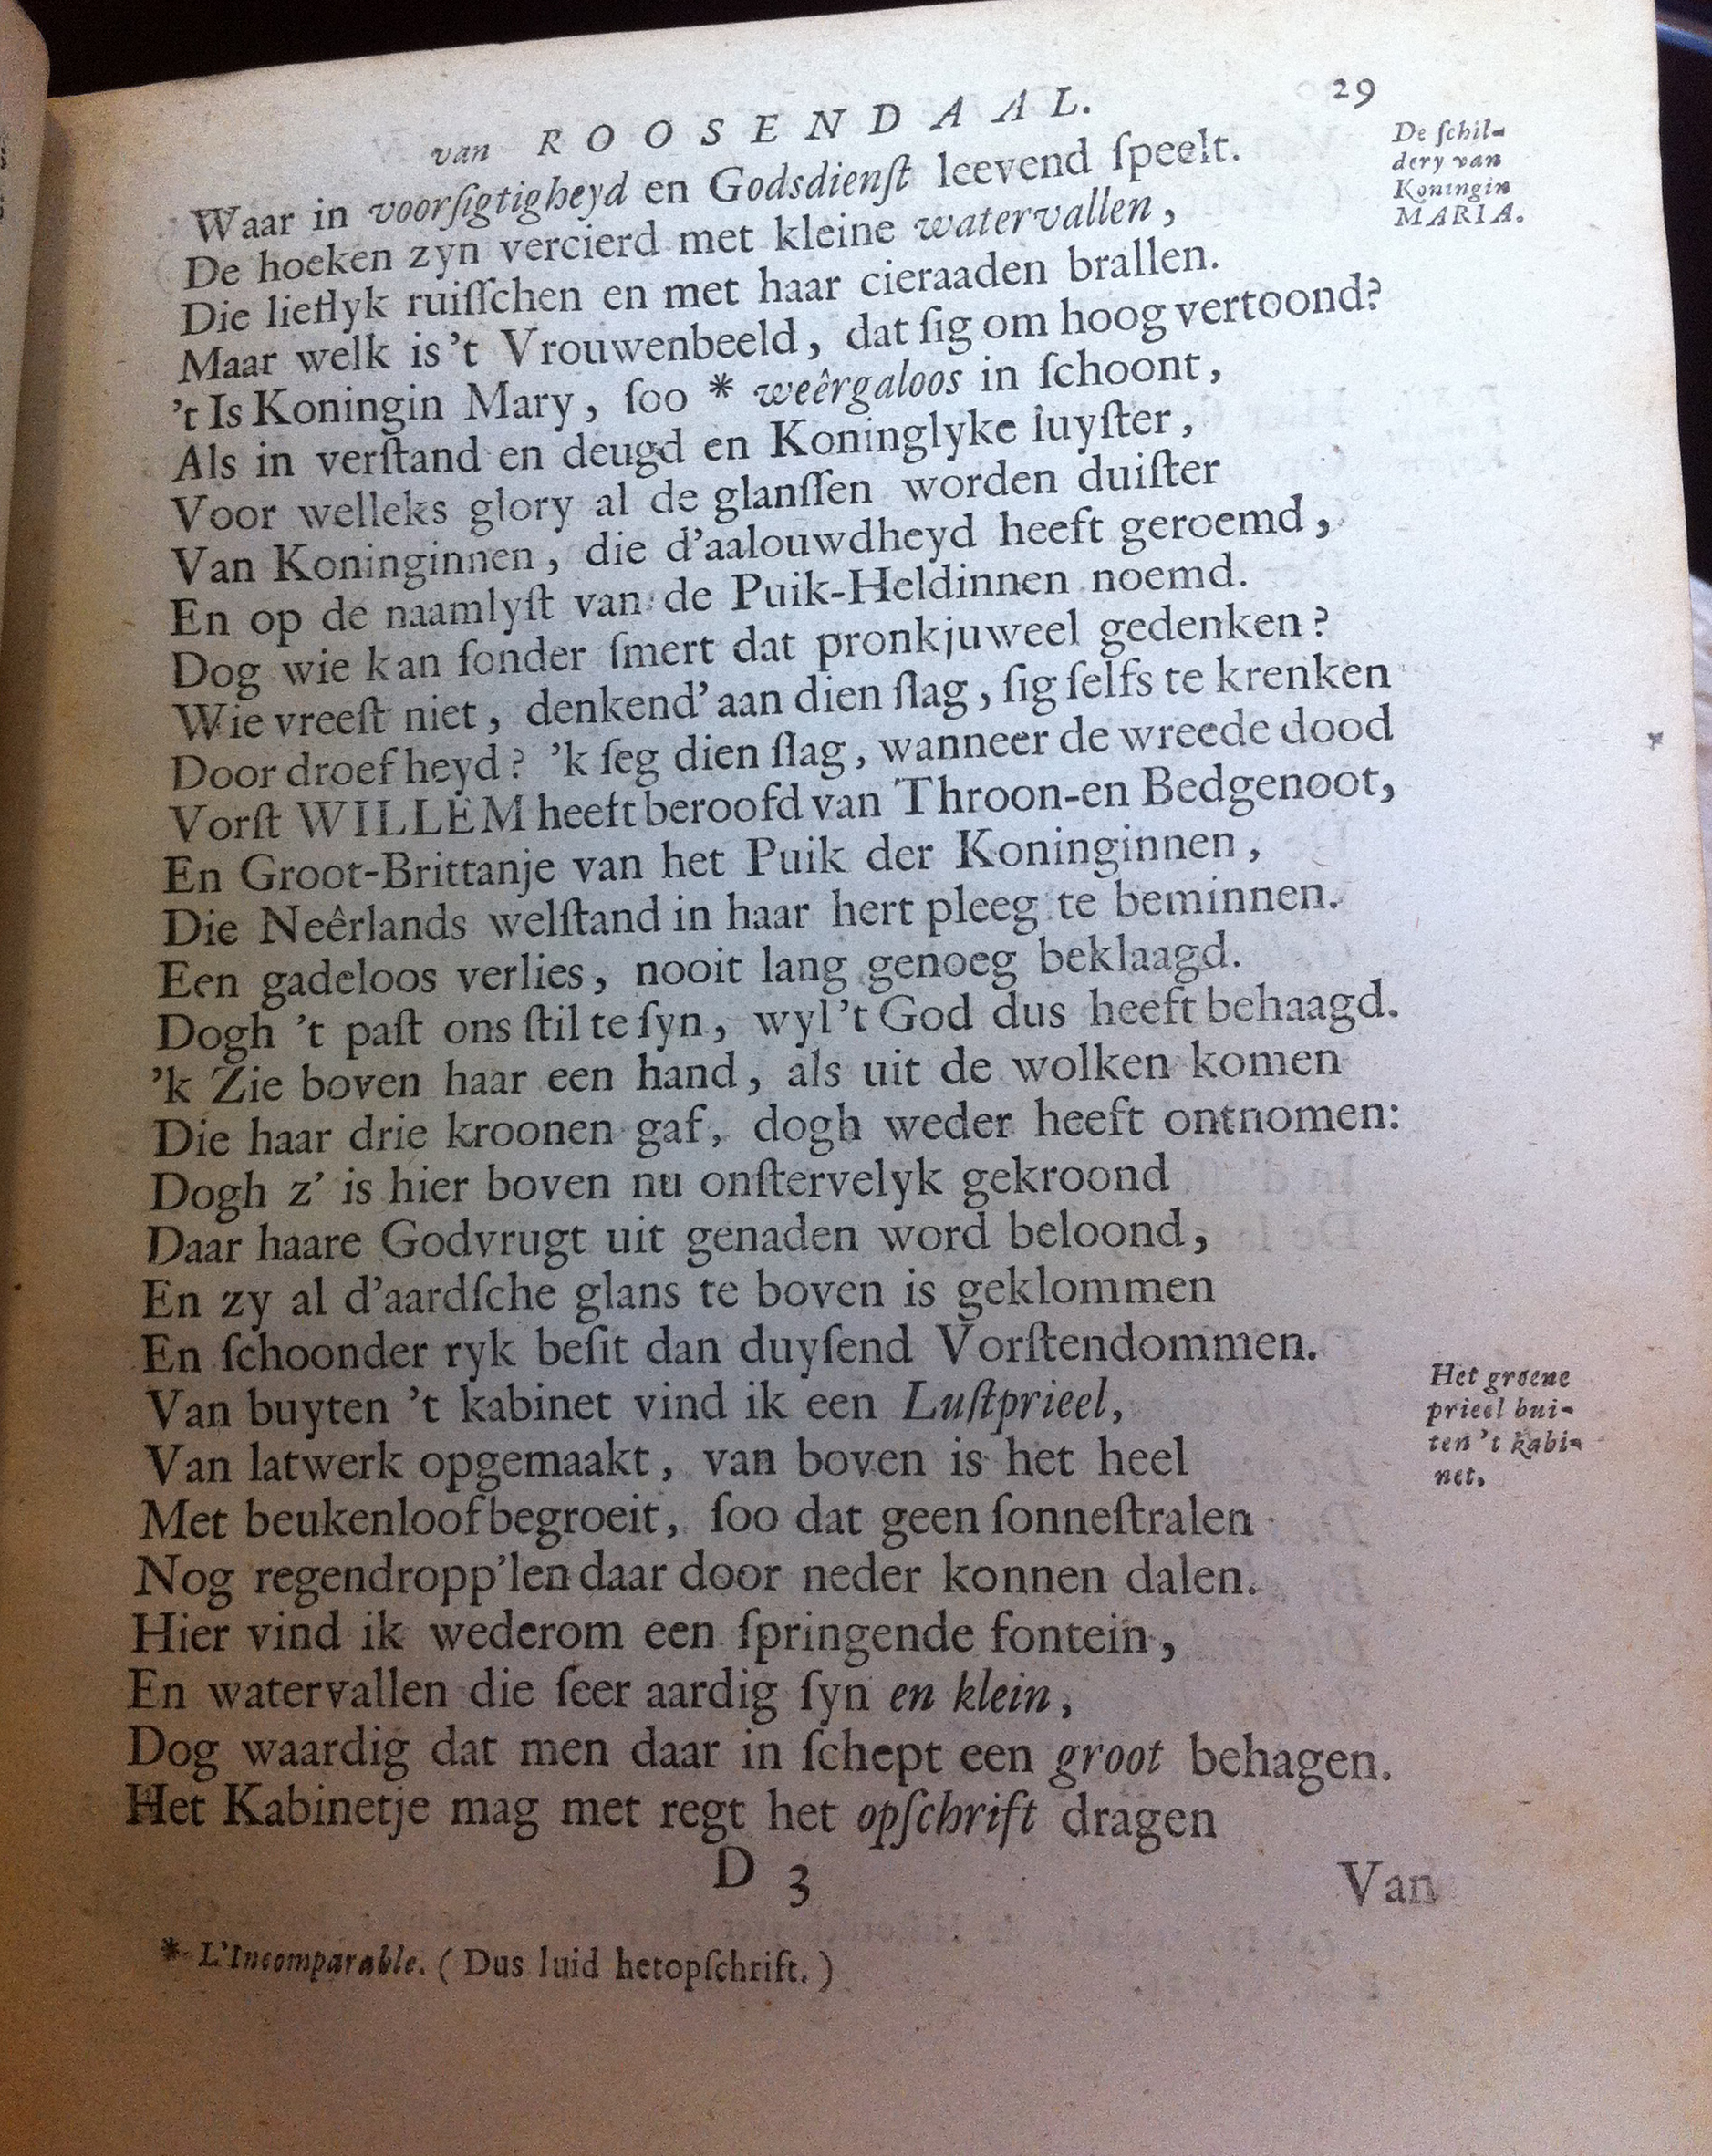 van ROOSENDAAL. 29
Waar in voorſigtigheyd en Godsdienſt leevend ſpeelt.
De ſchil-
dery van
Koningin
MARIA.
De hoeken zyn vercierd met kleine watervallen,
Die lieflyk ruiſſchen en met haar cieraaden brallen.
Maar welk is 't Vrouwenbeeld, dat ſig om hoog vertoond?
't Is Koningin Mary, ſoo * weêrgaloos in ſchoont,
Als in verſtand en deugd en Koninglyke luyſter,
Voor welleks glory al de glanſſen worden duiſter
Van Koninginnen, die d'aalouwdheyd heeft geroemd,
En op de naamlyſt van de Puik-Heldinnen noemd.
Dog wie kan ſonder ſmert dat pronkjuweel gedenken?
Wie vreeſt niet, denkend' aan dien ſlag, ſig ſelfs te krenken
Door droefheyd? 'k ſeg dien ſlag, wanneer de wreede dood
Vorſt WILLEM heeft beroofd van Throon-en Bedgenoot,
En Groot-Brittanje van het Puik der Koninginnen,
Die Neêrlands welſtand in haar hert pleeg te beminnen.
Een gadeloos verlies, nooit lang genoeg beklaagd.
Dogh 't paſt ons ſtil te ſyn, wyl 't God dus heeft behaagd.
'k Zie boven haar een hand, als uit de wolken komen
Die haar drie kroonen gaf, dogh weder heeft ontnomen:
Dogh z' is hier boven nu onſtervelyk gekroond
Daar haare Godvrugt uit genaden word beloond,
En zy al d'aardſche glans te boven is geklommen
En ſchoonder ryk beſit dan duyſend Vorſtendommen.
Van buyten 't kabinet vind ik een Luſtprieel,
Het groene
prieel bui-
ten 't kabi-
net.
Van latwerk opgemaakt, van boven is het heel
Met beukenloof begroeit, ſoo dat geen ſonneſtralen
Nog regendropp'len daar door neder konnen dalen.
Hier vind ik wederom een ſpringende fontein,
En watervallen die ſeer aardig ſyn en klein,
Dog waardig dat men daar in ſchept een groot behagen.
Het Kabinetje mag met regt het opſchrift dragen
D 3 Van
* L'Incomparable. (Dus luid hetopſchrift.)